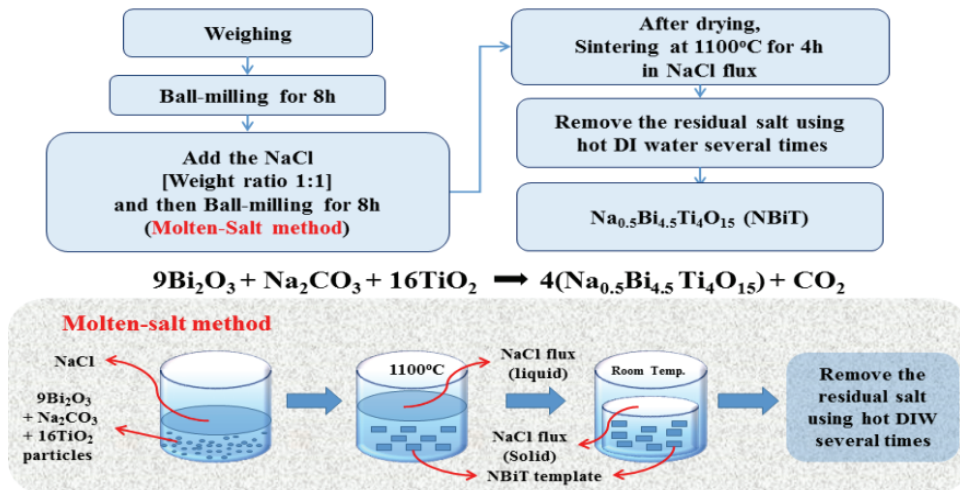 Weighing
Ball-milling for 8h
Add the NaCl
[Weight ratio 1:1]
and then Ball-milling for 8h
(Molten-Salt method)
After drying,
Sintering at 1100°C for 4h
in NaCl flux
Remove the residual salt using
hot DI water several times
Na₀.₅Bi₄.₅Ti₄O₁₅ (NBiT)
9Bi₂O₃ + Na₂CO₃ + 16TiO₂ ➡ 4(Na₀.₅Bi₄.₅ Ti₄O₁₅) + CO₂
Molten-salt method
NaCl
9Bi₂O₃
+ Na₂CO₃
+ 16TiO₂
particles
1100°C
NaCl flux
(liquid)
Room Temp.
NaCl flux
(Solid)
NBiT template
Remove the
residual salt
using hot DIW
several times